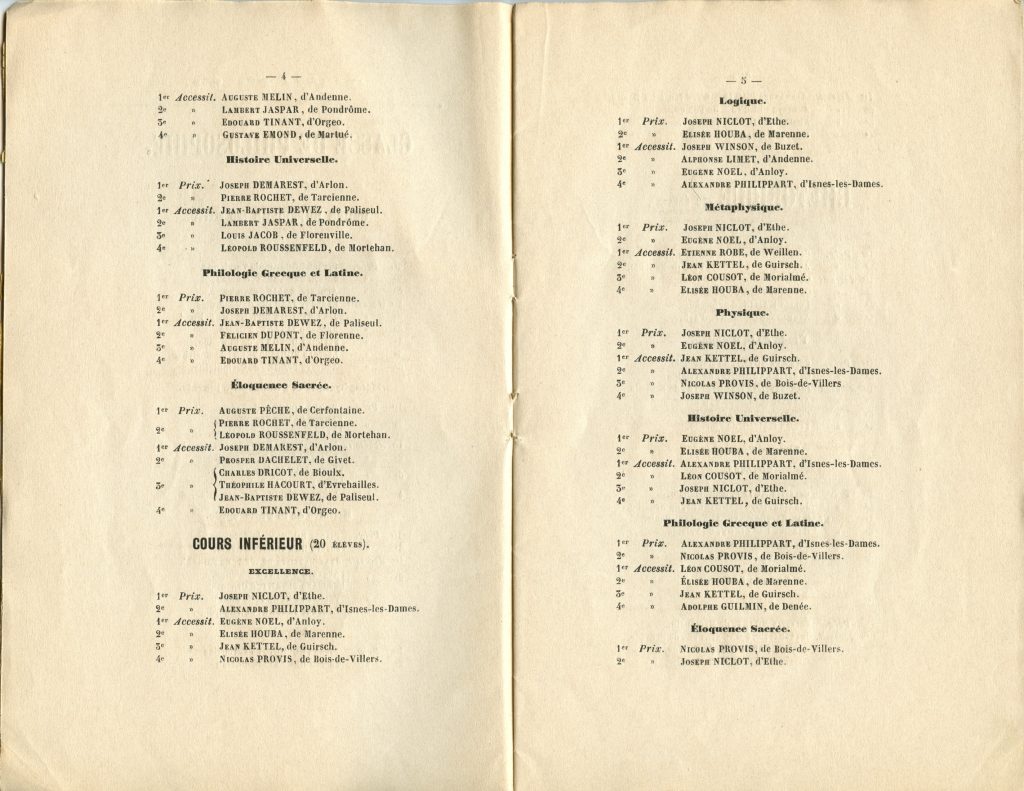 — 4 —
1er Accessit. AUGUSTE MELIN, d'Andenne.
2e » LAMBERT JASPAR, de Pondrôme.
3e » EDOUARD TINANT, d'Orgeo.
4e » GUSTAVE EMOND, de Martué.
Histoire Universelle.
1er Prix. JOSEPH DEMAREST, d'Arlon.
2e » PIERRE ROCHET, de Tarcienne.
1er Accessit. JEAN-BAPTISTE DEWEZ, de Paliseul.
2e » LAMBERT JASPAR, de Pondrôme.
3e » LOUIS JACOB, de Florenville.
4e » LÉOPOLD ROUSSENFELD, de Mortehan.
Philologie Grecque et Latine.
1er Prix. PIERRE ROCHET, de Tarcienne.
2e » JOSEPH DEMAREST, d'Arlon.
1er Accessit. JEAN-BAPTISTE DEWEZ, de Paliseul.
2e » FÉLICIEN DUPONT, de Florenne.
3e » AUGUSTE MELIN, d'Andenne.
4e » EDOUARD TINANT, d'Orgeo.
Éloquence Sacrée.
1er Prix. AUGUSTE PÊCHE, de Cerfontaine.
2e » PIERRE ROCHET, de Tarcienne.
LÉOPOLD ROUSSENFELD, de Mortehan.
1er Accessit. JOSEPH DEMAREST, d'Arlon.
2e » PROSPER DACHELET, de Givet.
CHARLES DRICOT, de Bioulx.
3e » THÉOPHILE HACOURT, d'Evrehailles.
JEAN-BAPTISTE DEWEZ, de Paliseul.
4e » EDOUARD TINANT, d'Orgeo.
COURS INFÉRIEUR (20 ÉLÈVES).
EXCELLENCE.
1er Prix. JOSEPH NICLOT, d'Ethe.
2e » ALEXANDRE PHILIPPART, d'Isnes-les-Dames.
1er Accessit. EUGÈNE NOEL, d'Anloy.
2e » ELISÉE HOUBA, de Marenne.
3e » JEAN KETTEL, de Guirsch.
4e » NICOLAS PROVIS, de Bois-de-Villers.
— 5 —
Logique.
1er Prix. JOSEPH NICLOT, d'Ethe.
2e » ELISÉE HOUBA, de Marenne.
1er Accessit. JOSEPH WINSON, de Buzet.
2e » ALPHONSE LIMET, d'Andenne.
3e » EUGÈNE NOEL, d'Anloy.
4e » ALEXANDRE PHILIPPART, d'Isnes-les-Dames.
Métaphysique.
1er Prix. JOSEPH NICLOT, d'Ethe.
2e » EUGÈNE NOEL, d'Anloy.
1er Accessit. ETIENNE ROBE, de Weillen.
2e » JEAN KETTEL, de Guirsch.
3e » LÉON COUSOT, de Morialmé.
4e » ELISÉE HOUBA, de Marenne.
Physique.
1er Prix. JOSEPH NICLOT, d'Ethe.
2e » EUGÈNE NOEL, d'Anloy.
1er Accessit. JEAN KETTEL, de Guirsch.
2e » ALEXANDRE PHILIPPART, d'Isnes-les-Dames.
3e » NICOLAS PROVIS, de Bois-de-Villers
4e » JOSEPH WINSON, de Buzet.
Histoire Universelle.
1er Prix. EUGÈNE NOEL, d'Anloy.
2e » ELISÉE HOUBA, de Marenne.
1er Accessit. ALEXANDRE PHILIPPART, d'Isnes-les-Dames.
2e » LÉON COUSOT, de Morialmé.
3e » JOSEPH NICLOT, d'Ethe.
4e » JEAN KETTEL, de Guirsch.
Philologie Grecque et Latine.
1er Prix. ALEXANDRE PHILIPPART, d'Isnes-les-Dames.
2e » NICOLAS PROVIS, de Bois-de-Villers.
1er Accessit. LÉON COUSOT, de Morialmé.
2e » ÉLISÉE HOUBA, de Marenne.
3e » JEAN KETTEL, de Guirsch.
4e » ADOLPHE GUILMIN, de Denée.
Éloquence Sacrée.
1er Prix. NICOLAS PROVIS, de Bois-de-Villers.
2e » JOSEPH NICLOT, d'Ethe.